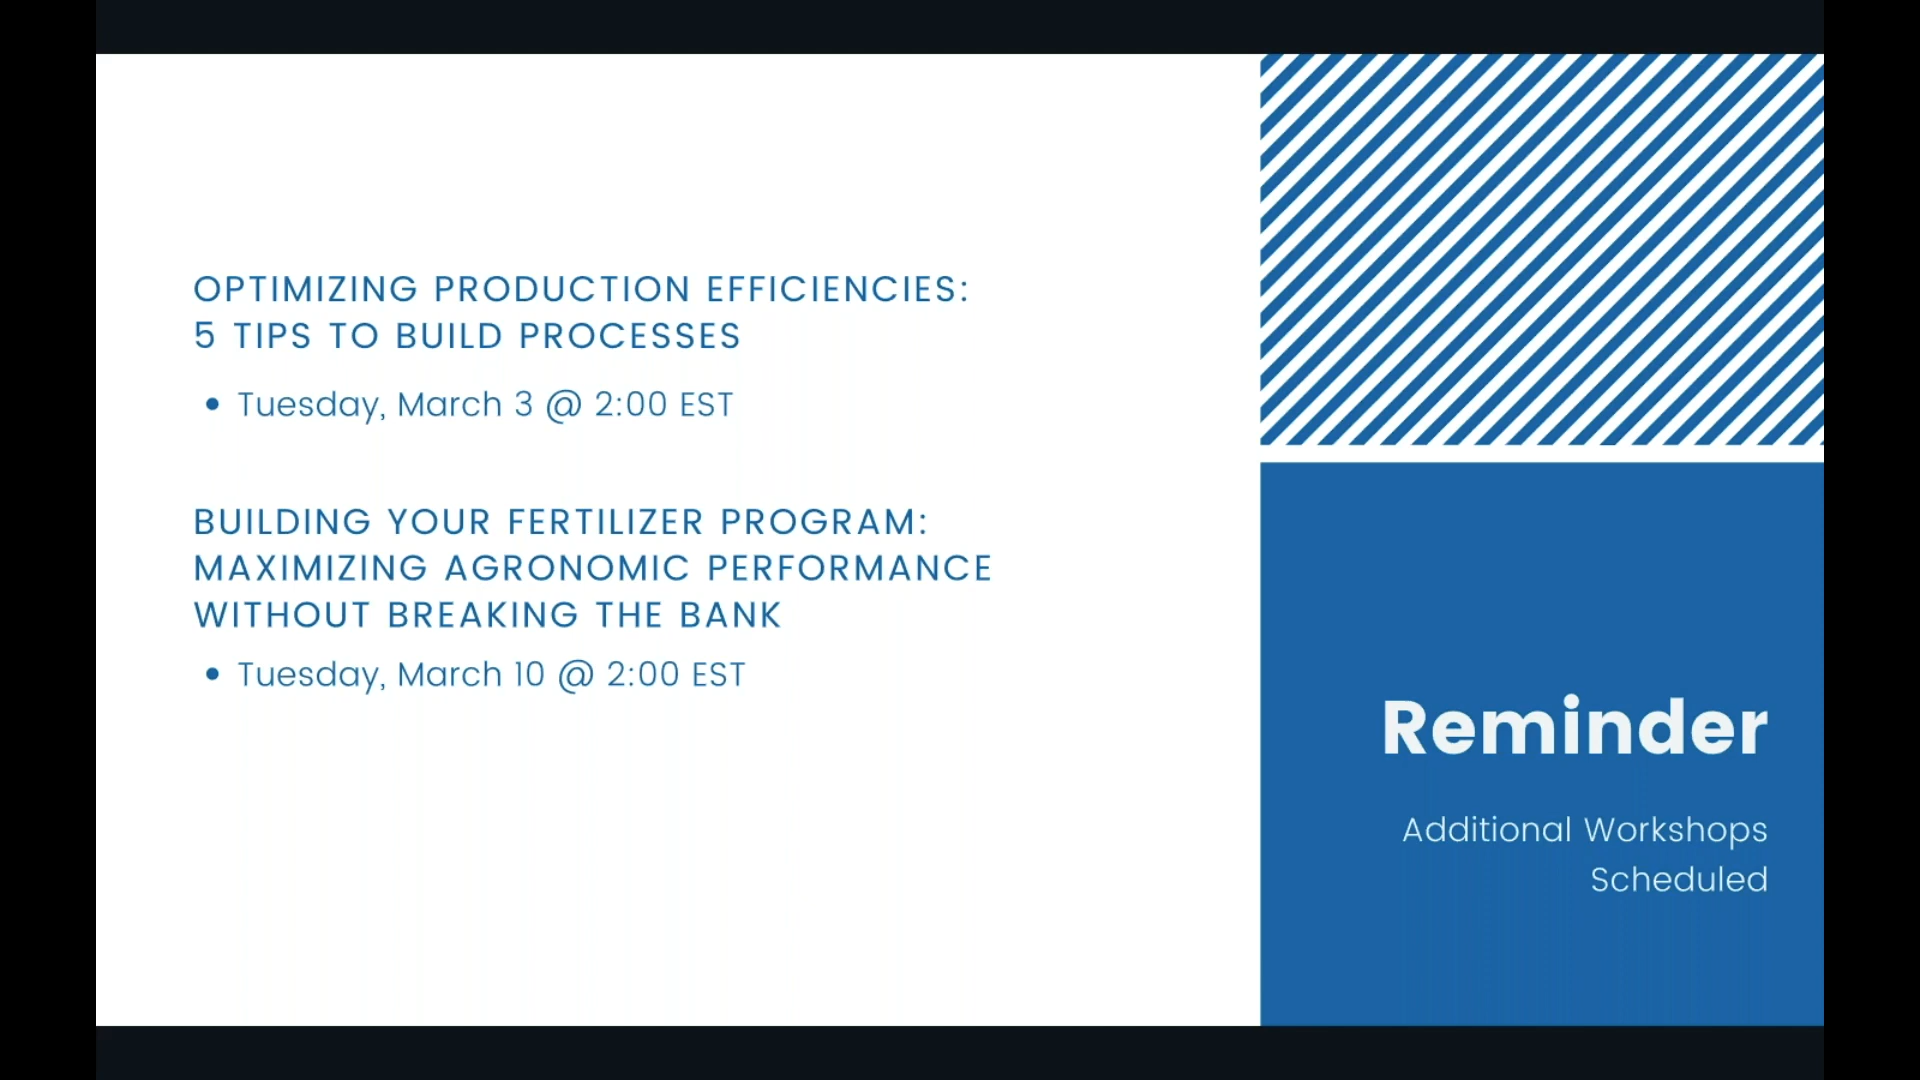 OPTIMIZING PRODUCTION EFFICIENCIES:
5 TIPS TO BUILD PROCESSES
• Tuesday, March 3 @ 2:00 EST
BUILDING YOUR FERTILIZER PROGRAM:
MAXIMIZING AGRONOMIC PERFORMANCE
WITHOUT BREAKING THE BANK
• Tuesday, March 10 @ 2:00 EST
Reminder
Additional Workshops
Scheduled